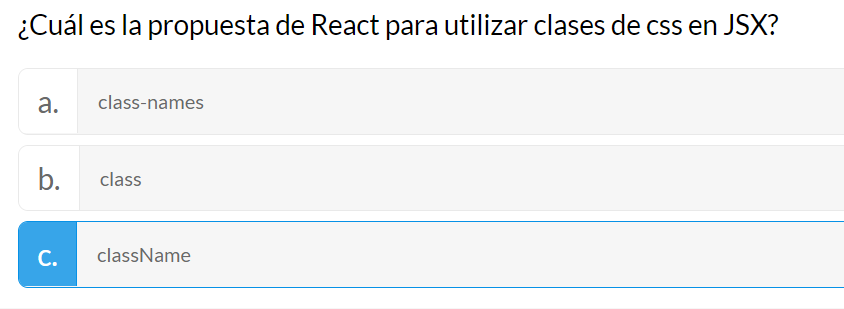 ¿Cuál es la propuesta de React para utilizar clases de css en JSX?
a. class-names
b. class
c. className